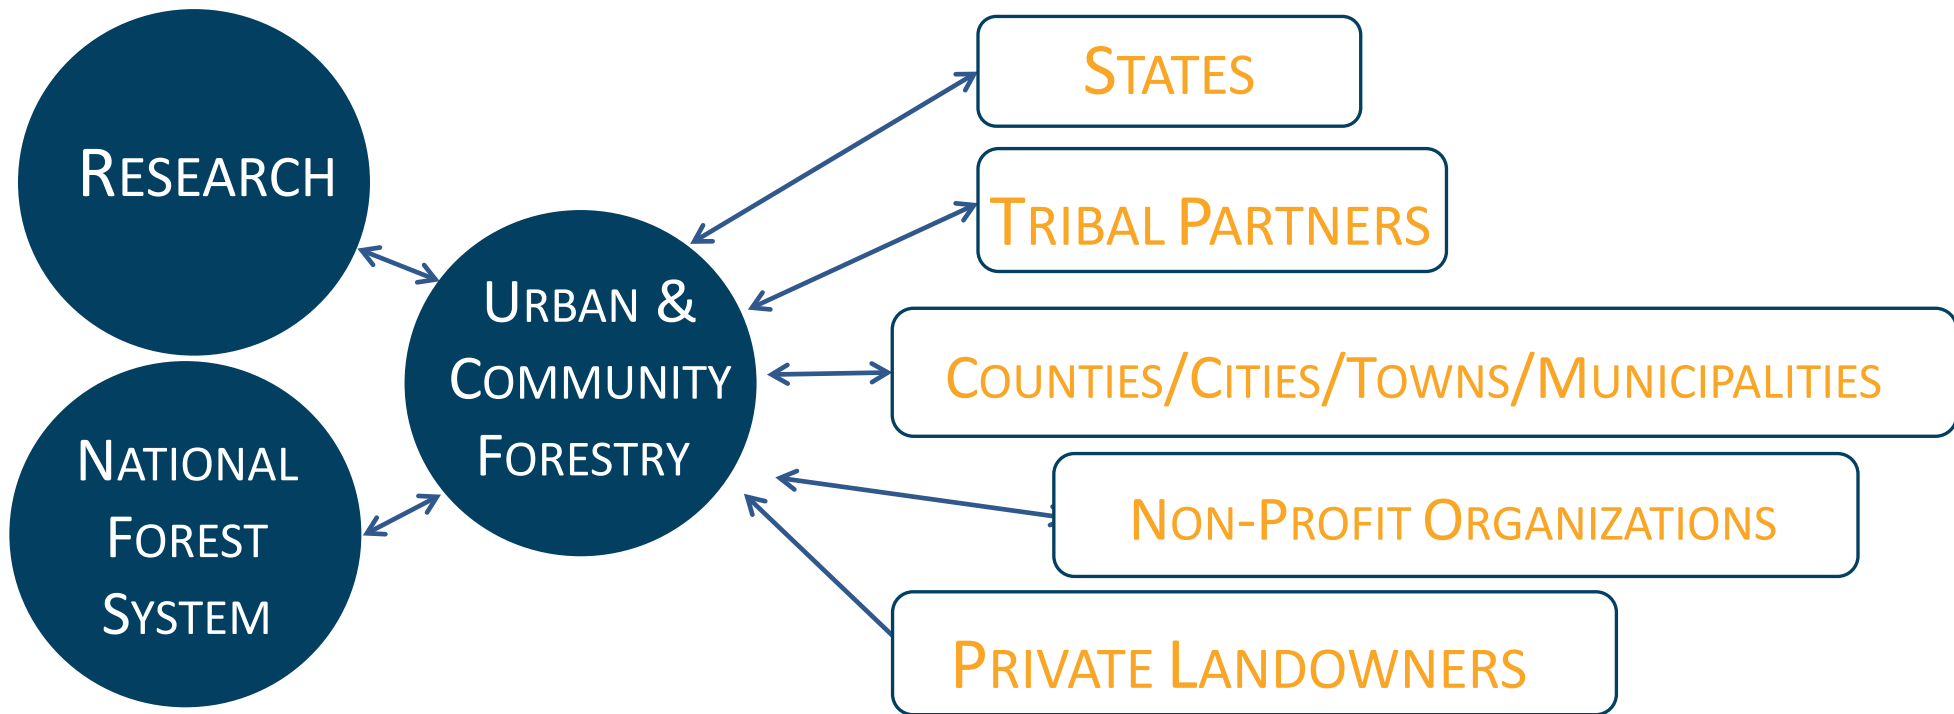 RESEARCH
NATIONAL
FOREST
SYSTEM
URBAN &
COMMUNITY
FORESTRY
STATES
TRIBAL PARTNERS
COUNTIES/CITIES/TOWNS/MUNICIPALITIES
NON-PROFIT ORGANIZATIONS
PRIVATE LANDOWNERS